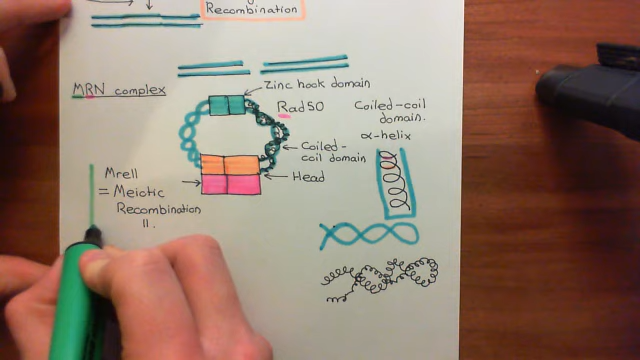 Recombination
MRN complex
Zinc hook domain
Rad50
Coiled-coil
domain.
α-helix
Coiled-
coil domain
Head
Mre11
= Meiotic
Recombination
11.